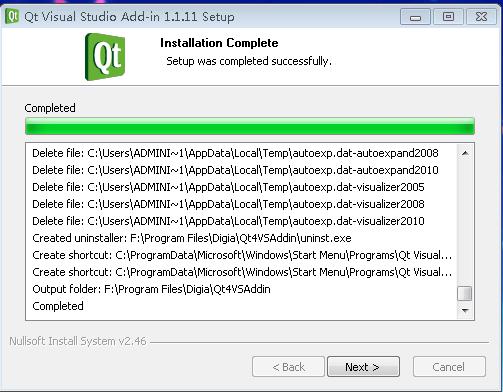 Qt Visual Studio Add-in 1.1.11 Setup
Qt
Installation Complete
Setup was completed successfully.
Completed
Delete file: C:\Users\ADMINI~1\AppData\Local\Temp\autoexp.dat-autoexpand2008
Delete file: C:\Users\ADMINI~1\AppData\Local\Temp\autoexp.dat-autoexpand2010
Delete file: C:\Users\ADMINI~1\AppData\Local\Temp\autoexp.dat-visualizer2005
Delete file: C:\Users\ADMINI~1\AppData\Local\Temp\autoexp.dat-visualizer2008
Delete file: C:\Users\ADMINI~1\AppData\Local\Temp\autoexp.dat-visualizer2010
Created uninstaller: F:\Program Files\Digia\Qt4VSAddin\uninst.exe
Create shortcut: C:\ProgramData\Microsoft\Windows\Start Menu\Programs\Qt Visual...
Create shortcut: C:\ProgramData\Microsoft\Windows\Start Menu\Programs\Qt Visual...
Output folder: F:\Program Files\Digia\Qt4VSAddin
Completed
Nullsoft Install System v2.46
< Back
Next >
Cancel